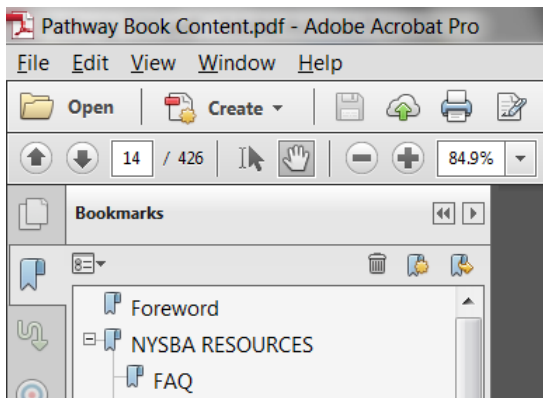 Pathway Book Content.pdf - Adobe Acrobat Pro
File Edit View Window Help
Open Create
14 / 426 84.9%
Bookmarks
Foreword
NYSBA RESOURCES
FAQ